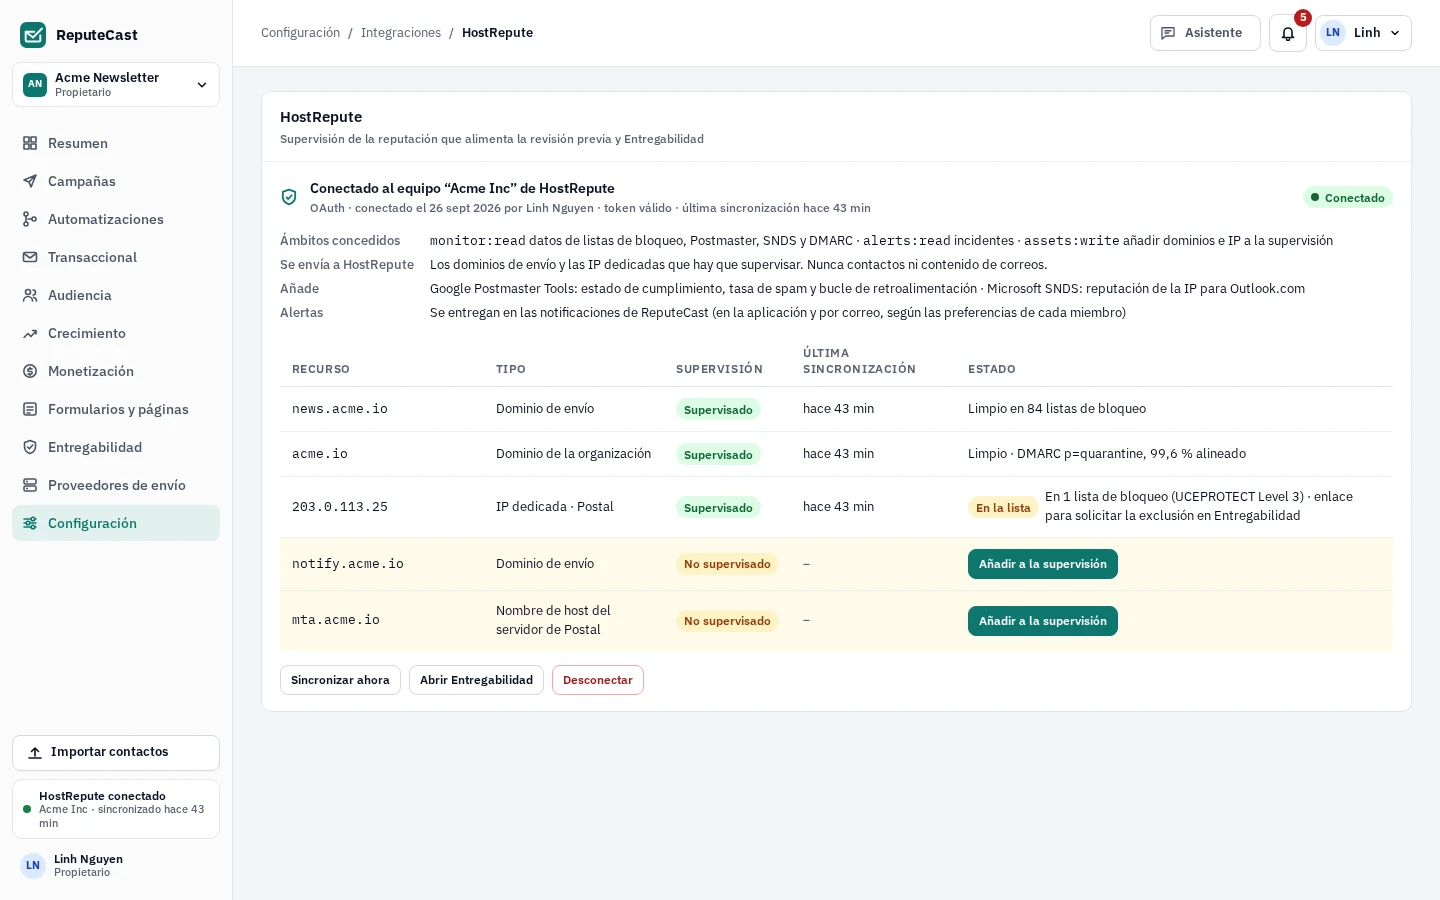 ReputeCast
AN
Acme Newsletter
Propietario
Resumen
Campañas
Automatizaciones
Transaccional
Audiencia
Crecimiento
Monetización
Formularios y páginas
Entregabilidad
Proveedores de envío
Configuración
Importar contactos
HostRepute conectado
Acme Inc · sincronizado hace 43
min
LN
Linh Nguyen
Propietario
Configuración / Integraciones / HostRepute
Asistente
5
LN Linh
HostRepute
Supervisión de la reputación que alimenta la revisión previa y Entregabilidad
Conectado al equipo “Acme Inc” de HostRepute
OAuth · conectado el 26 sept 2026 por Linh Nguyen · token válido · última sincronización hace 43 min
Conectado
Ámbitos concedidos monitor:read datos de listas de bloqueo, Postmaster, SNDS y DMARC · alerts:read incidentes · assets:write añadir dominios e IP a la supervisión
Se envía a HostRepute Los dominios de envío y las IP dedicadas que hay que supervisar. Nunca contactos ni contenido de correos.
Añade Google Postmaster Tools: estado de cumplimiento, tasa de spam y bucle de retroalimentación · Microsoft SNDS: reputación de la IP para Outlook.com
Alertas Se entregan en las notificaciones de ReputeCast (en la aplicación y por correo, según las preferencias de cada miembro)
RECURSO TIPO SUPERVISIÓN ÚLTIMA SINCRONIZACIÓN ESTADO
news.acme.io Dominio de envío Supervisado hace 43 min Limpio en 84 listas de bloqueo
acme.io Dominio de la organización Supervisado hace 43 min Limpio · DMARC p=quarantine, 99,6 % alineado
203.0.113.25 IP dedicada · Postal Supervisado hace 43 min En la lista En 1 lista de bloqueo (UCEPROTECT Level 3) · enlace
para solicitar la exclusión en Entregabilidad
notify.acme.io Dominio de envío No supervisado – Añadir a la supervisión
mta.acme.io Nombre de host del
servidor de Postal No supervisado – Añadir a la supervisión
Sincronizar ahora Abrir Entregabilidad Desconectar